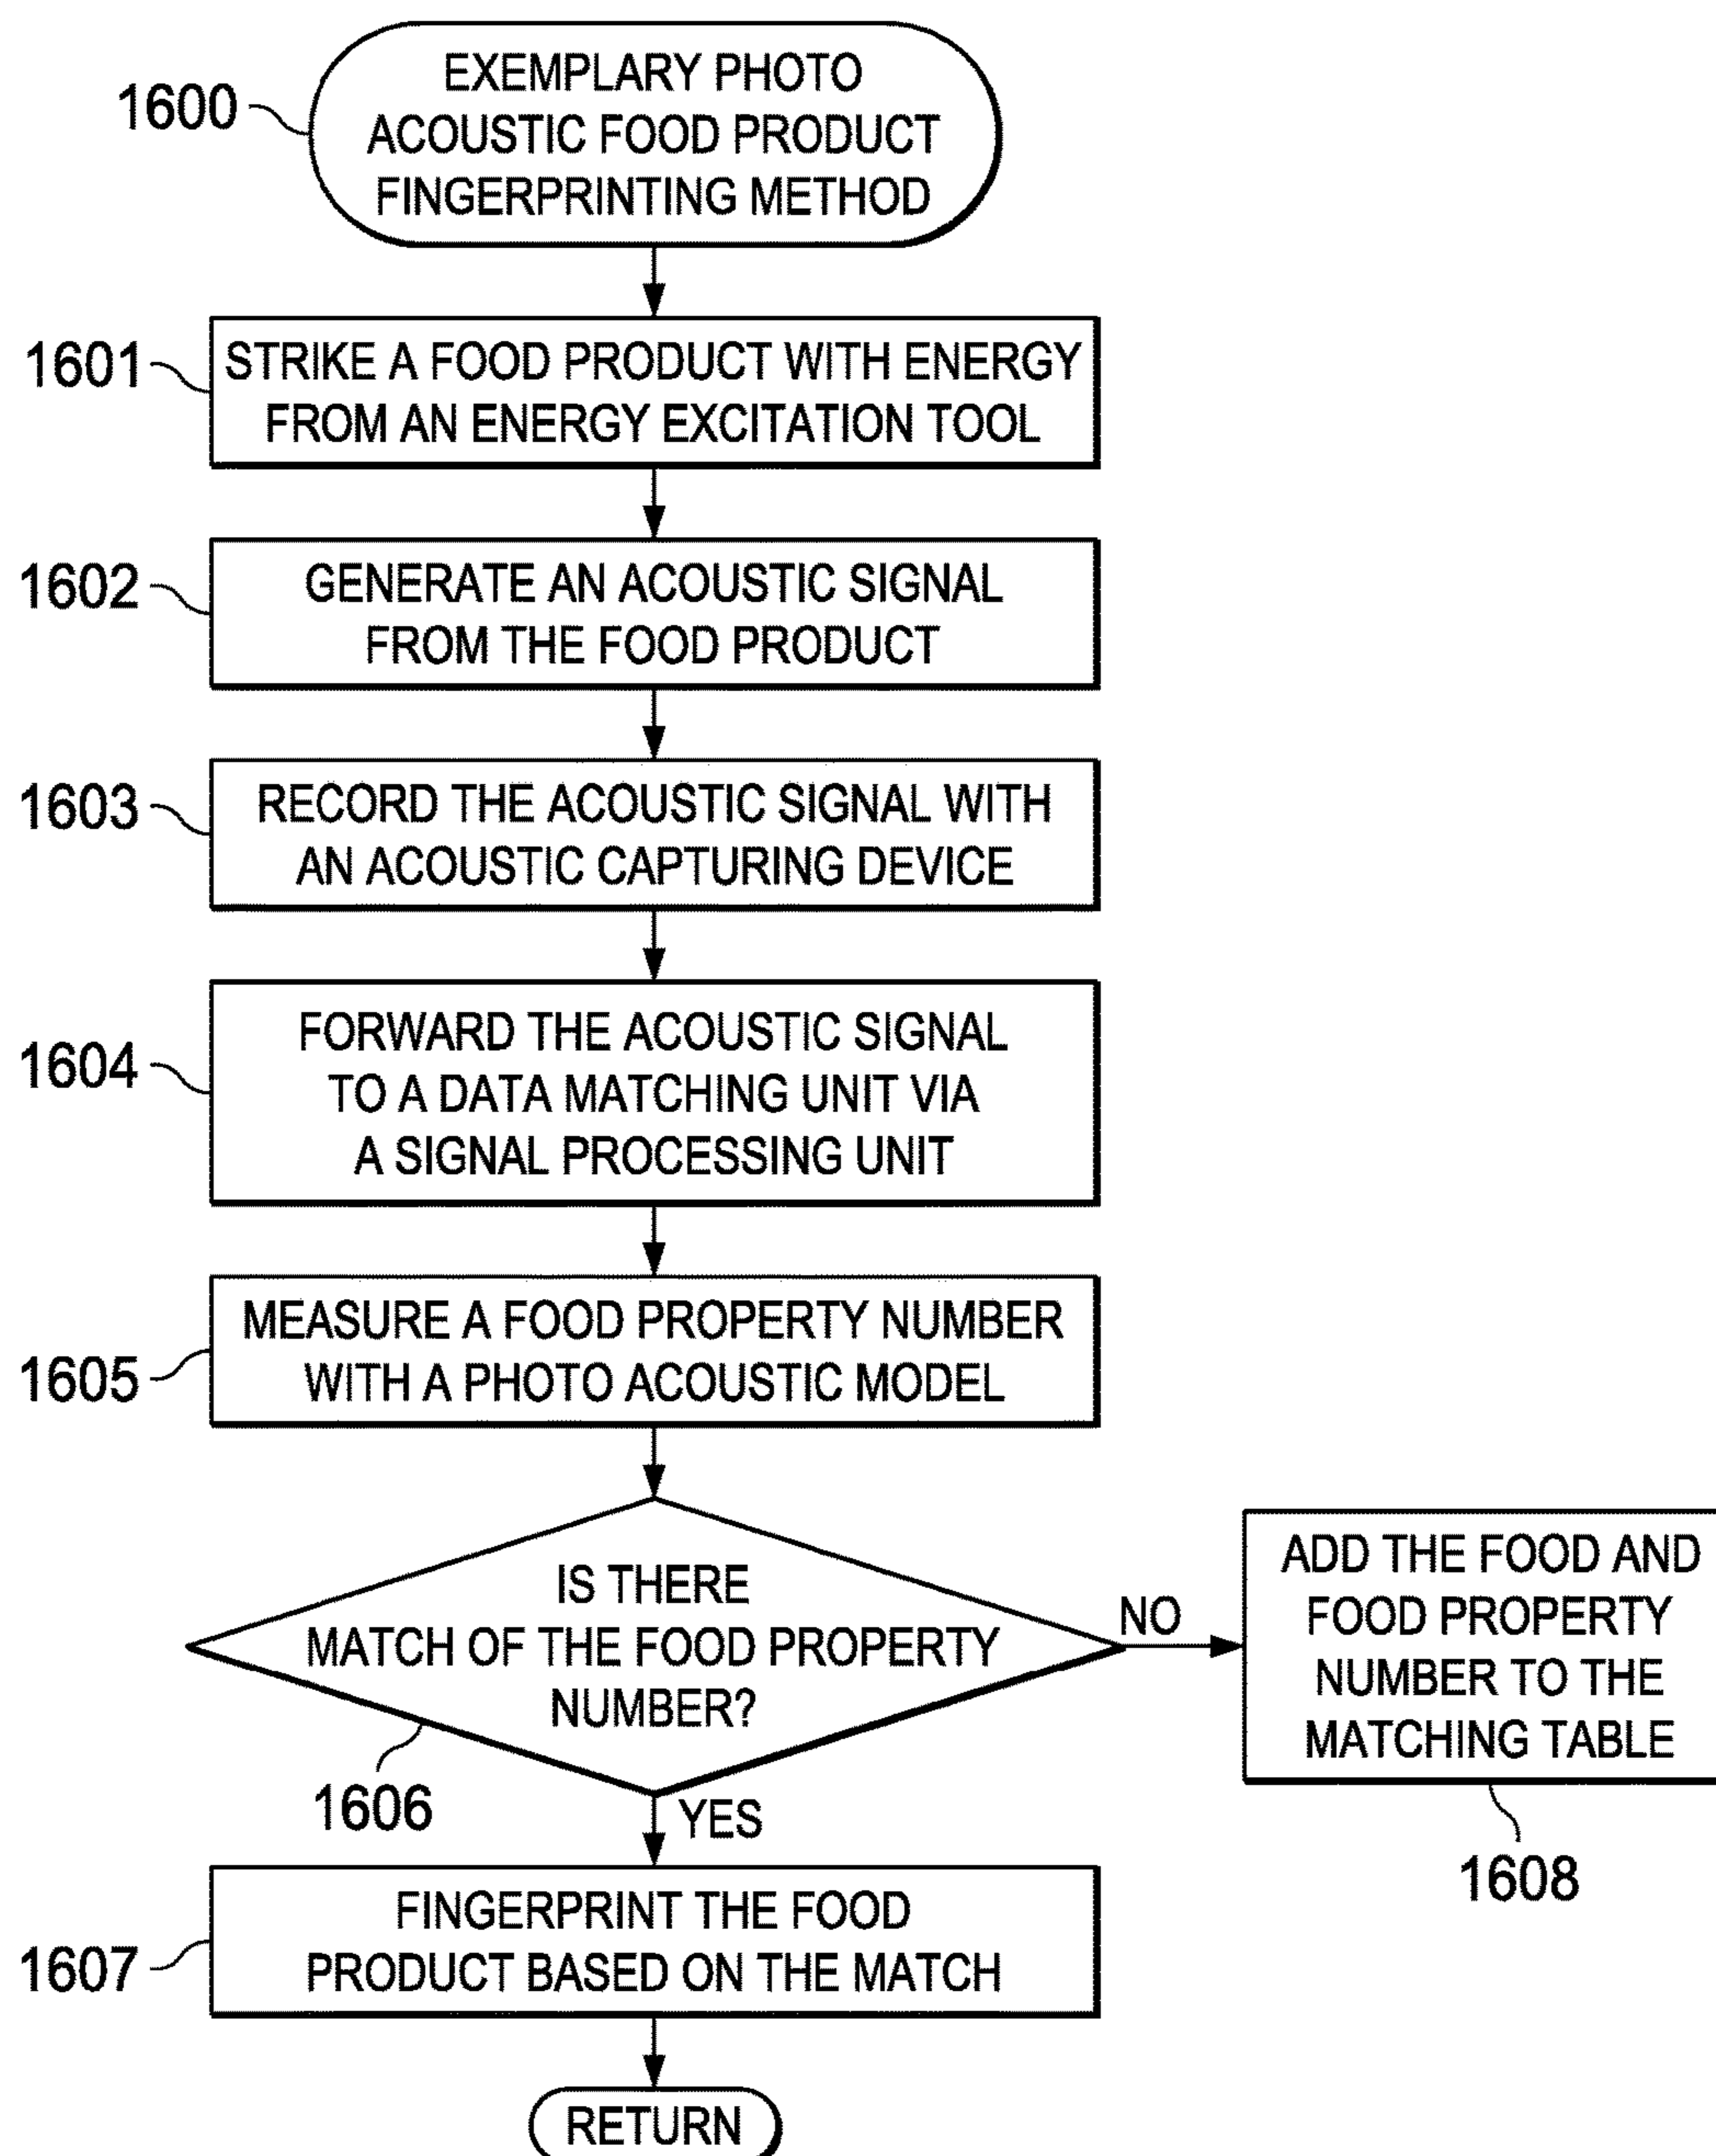 1600
EXEMPLARY PHOTO
ACOUSTIC FOOD PRODUCT
FINGERPRINTING METHOD
1601
STRIKE A FOOD PRODUCT WITH ENERGY
FROM AN ENERGY EXCITATION TOOL
1602
GENERATE AN ACOUSTIC SIGNAL
FROM THE FOOD PRODUCT
1603
RECORD THE ACOUSTIC SIGNAL WITH
AN ACOUSTIC CAPTURING DEVICE
1604
FORWARD THE ACOUSTIC SIGNAL
TO A DATA MATCHING UNIT VIA
A SIGNAL PROCESSING UNIT
1605
MEASURE A FOOD PROPERTY NUMBER
WITH A PHOTO ACOUSTIC MODEL
IS THERE
MATCH OF THE FOOD PROPERTY
NUMBER?
1606
NO
ADD THE FOOD AND
FOOD PROPERTY
NUMBER TO THE
MATCHING TABLE
1608
YES
1607
FINGERPRINT THE FOOD
PRODUCT BASED ON THE MATCH
RETURN